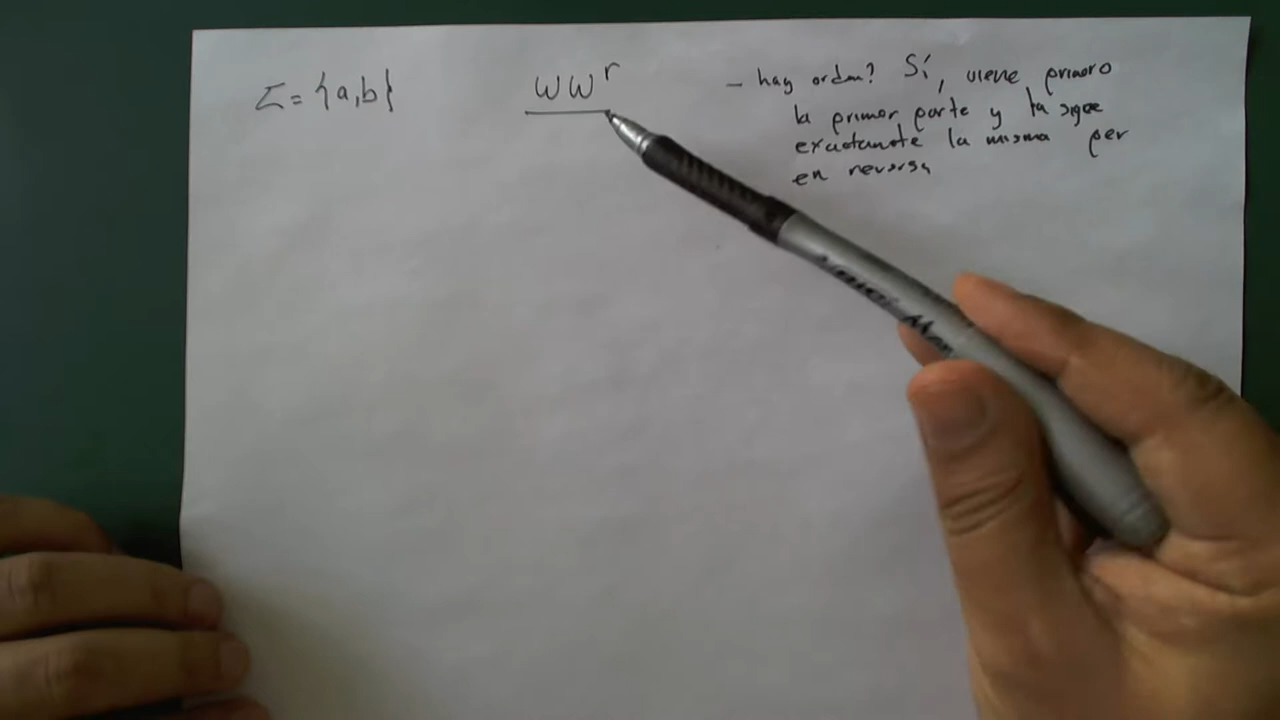 Σ = {a,b}
ww^r
- hay orden? Sí, viene primero
la primer parte y la sigue
exactamente la misma per
en reversa